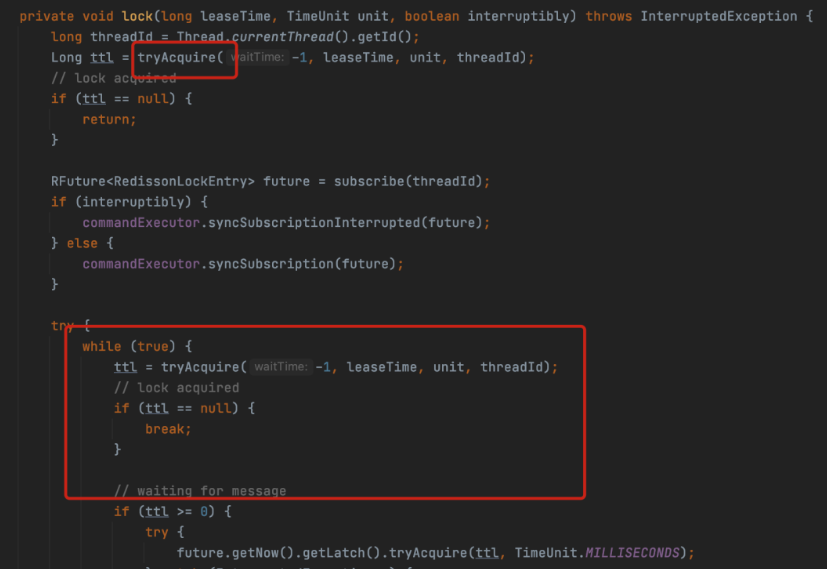 private void lock(long leaseTime, TimeUnit unit, boolean interruptibly) throws InterruptedException {
    long threadId = Thread.currentThread().getId();
    Long ttl = tryAcquire( waitTime: -1, leaseTime, unit, threadId);
    // lock acquired
    if (ttl == null) {
        return;
    }
    RFuture<RedissonLockEntry> future = subscribe(threadId);
    if (interruptibly) {
        commandExecutor.syncSubscriptionInterrupted(future);
    } else {
        commandExecutor.syncSubscription(future);
    }
    try {
        while (true) {
            ttl = tryAcquire( waitTime: -1, leaseTime, unit, threadId);
            // lock acquired
            if (ttl == null) {
                break;
            }
            // waiting for message
            if (ttl >= 0) {
                try {
                    future.getNow().getLatch().tryAcquire(ttl, TimeUnit.MILLISECONDS);